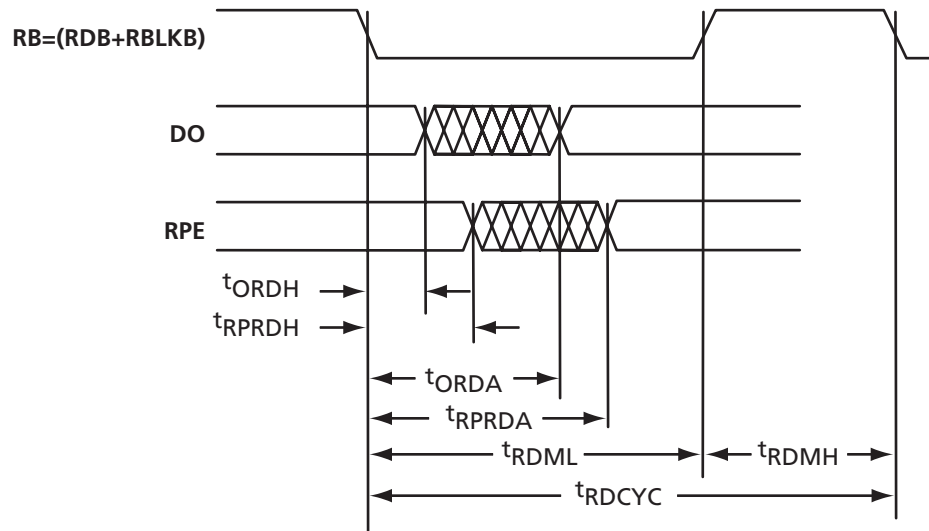 RB=(RDB+RBLKB)
DO
RPE
tORDH
tRPRDH
tORDA
tRPRDA
tRDML
tRDMH
tRDCYC